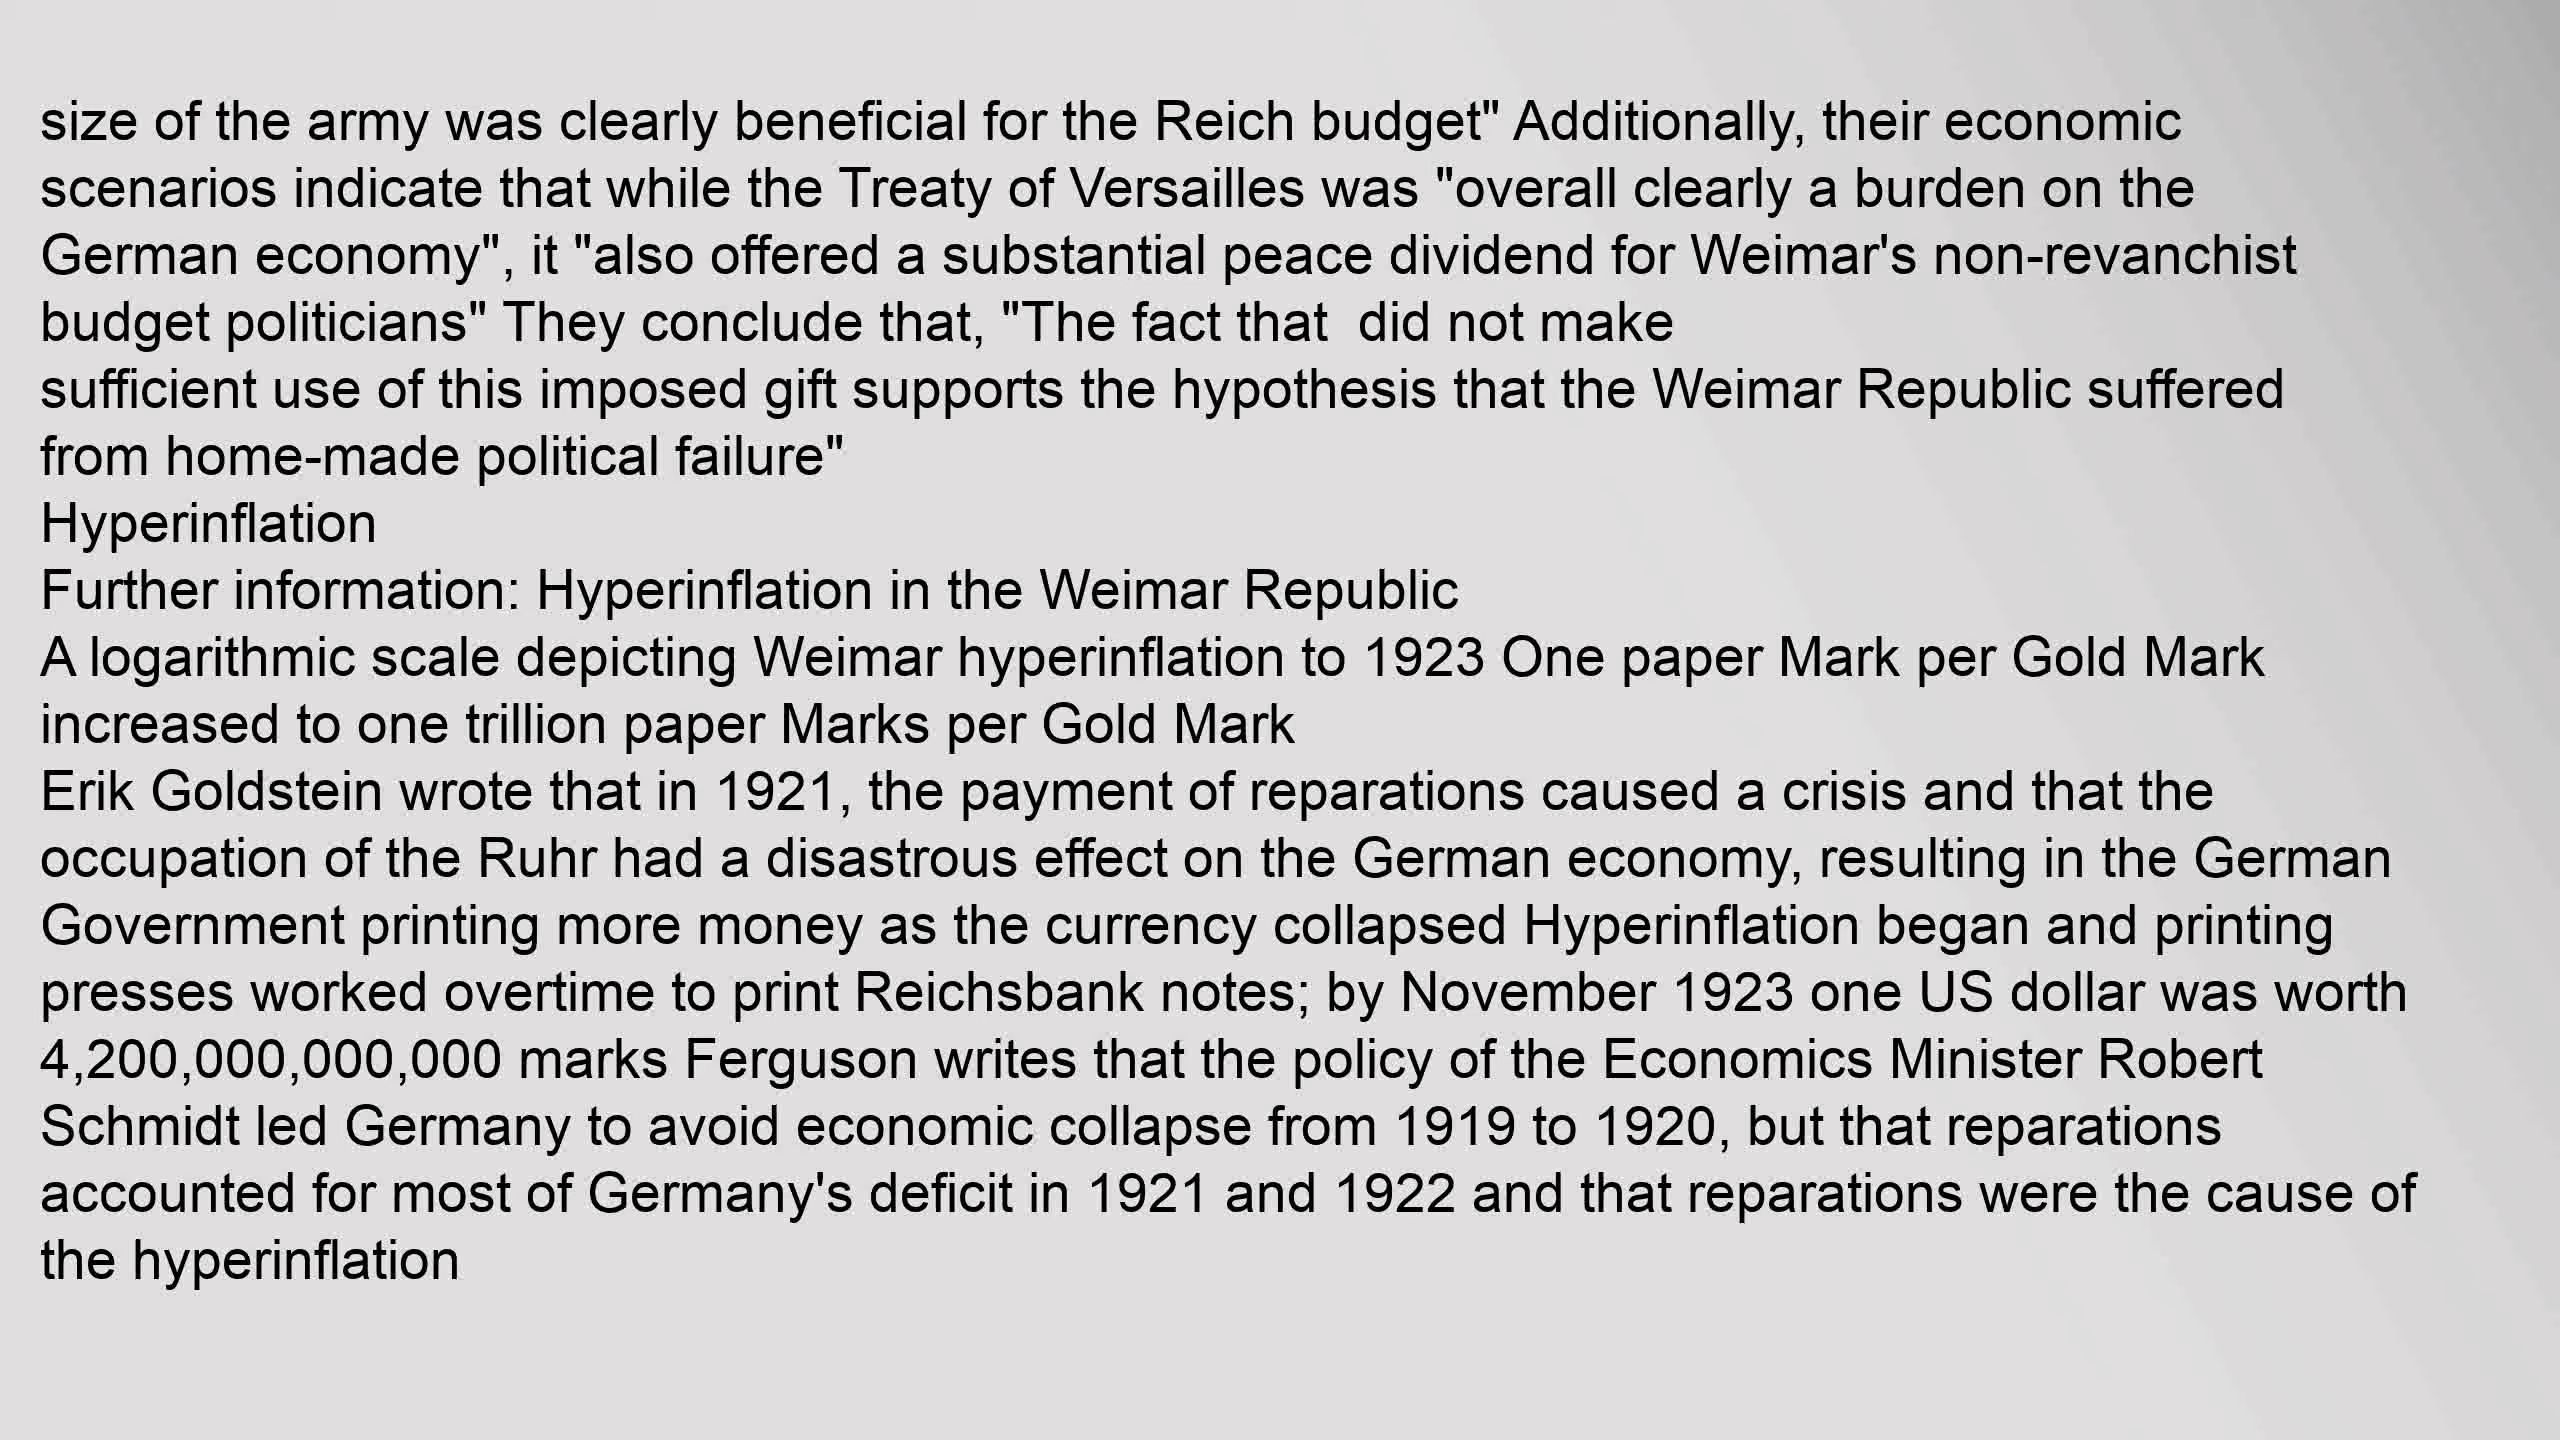 size of the army was clearly beneficial for the Reich budget" Additionally, their economic
scenarios indicate that while the Treaty of Versailles was "overall clearly a burden on the
German economy", it "also offered a substantial peace dividend for Weimar's non-revanchist
budget politicians" They conclude that, "The fact that  did not make
sufficient use of this imposed gift supports the hypothesis that the Weimar Republic suffered
from home-made political failure"
Hyperinflation
Further information: Hyperinflation in the Weimar Republic
A logarithmic scale depicting Weimar hyperinflation to 1923 One paper Mark per Gold Mark
increased to one trillion paper Marks per Gold Mark
Erik Goldstein wrote that in 1921, the payment of reparations caused a crisis and that the
occupation of the Ruhr had a disastrous effect on the German economy, resulting in the German
Government printing more money as the currency collapsed Hyperinflation began and printing
presses worked overtime to print Reichsbank notes; by November 1923 one US dollar was worth
4,200,000,000,000 marks Ferguson writes that the policy of the Economics Minister Robert
Schmidt led Germany to avoid economic collapse from 1919 to 1920, but that reparations
accounted for most of Germany's deficit in 1921 and 1922 and that reparations were the cause of
the hyperinflation